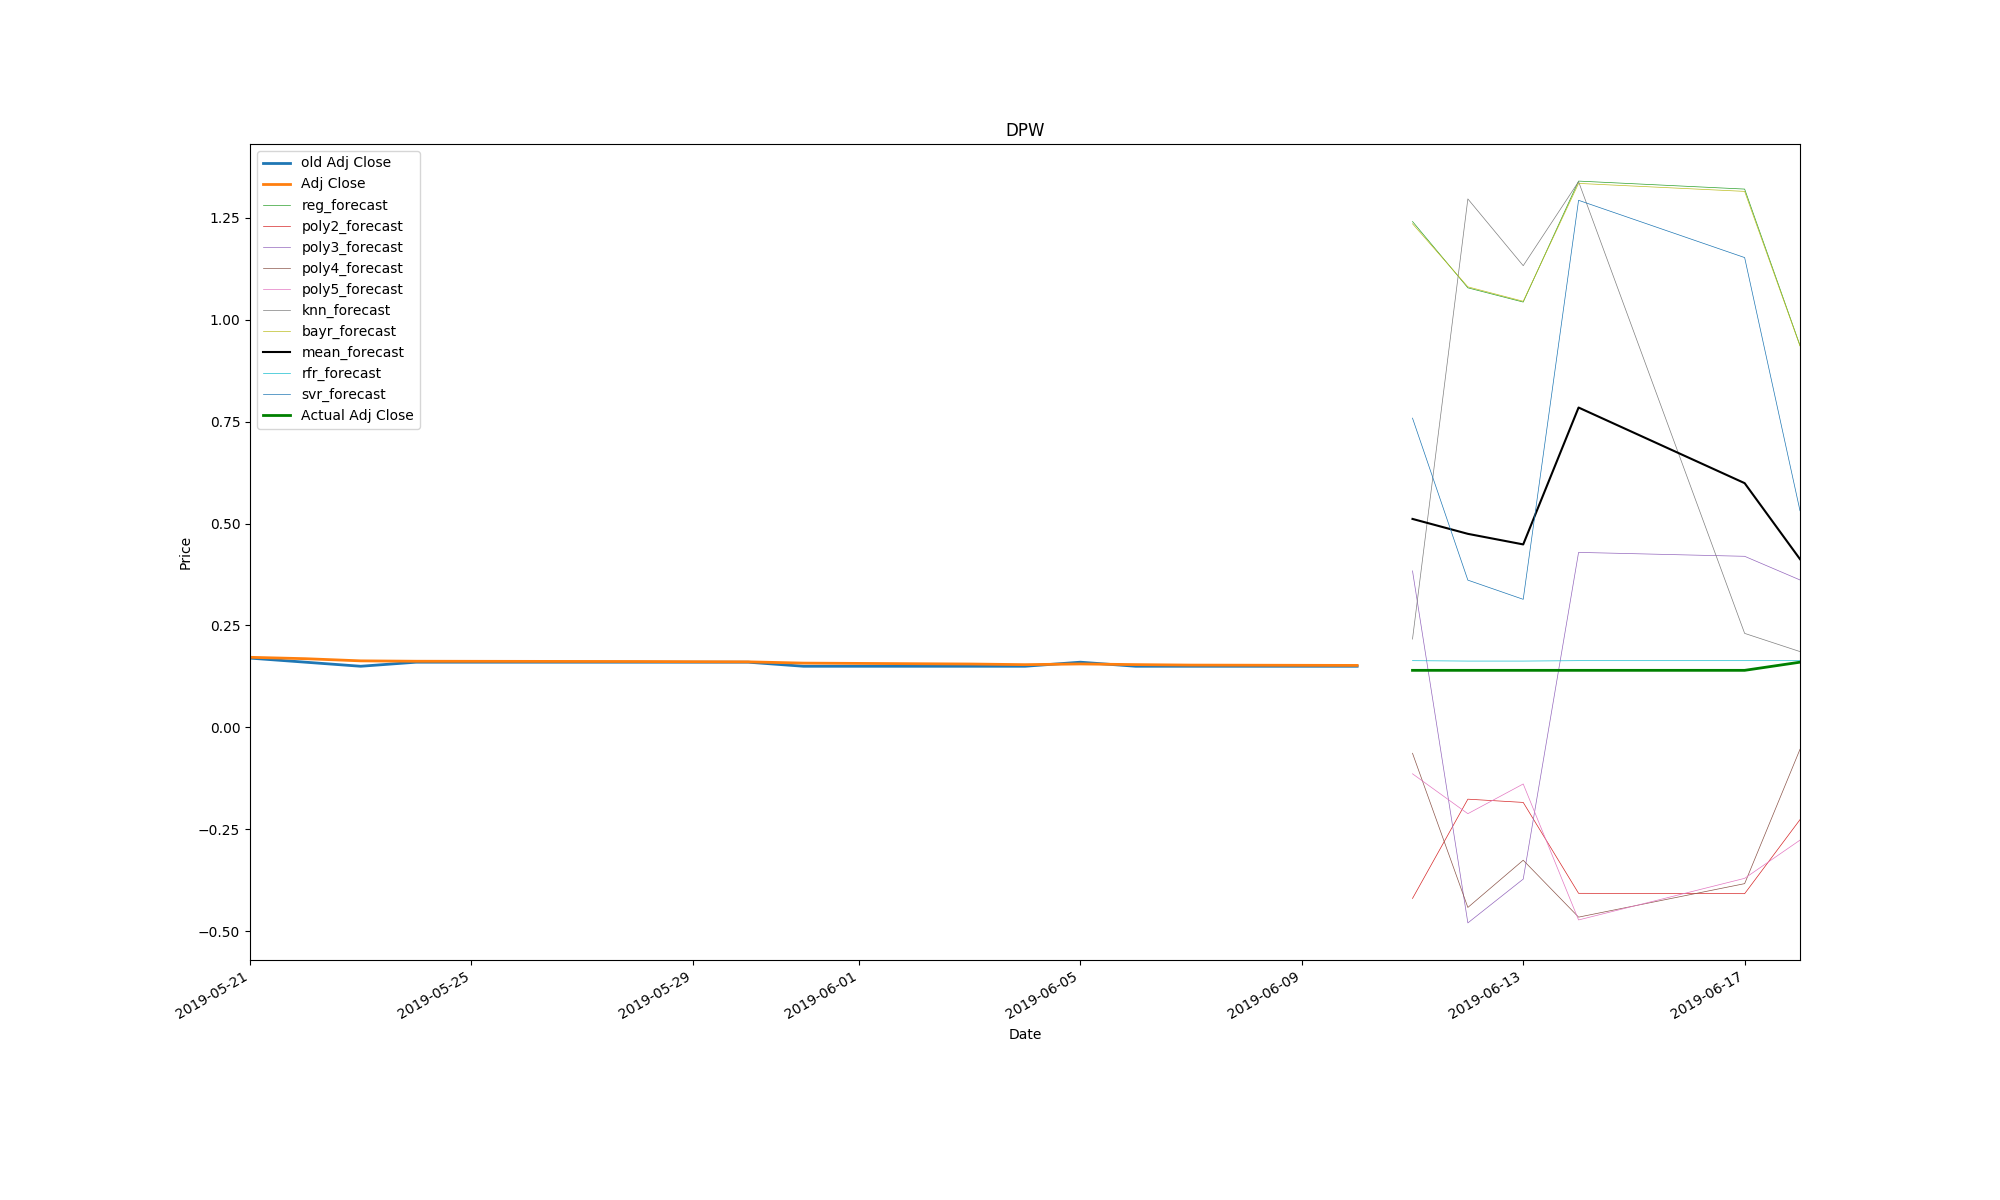 DPW
old Adj Close
Adj Close
reg_forecast
poly2_forecast
poly3_forecast
poly4_forecast
poly5_forecast
knn_forecast
bayr_forecast
mean_forecast
rfr_forecast
svr_forecast
Actual Adj Close
1.25
1.00
0.75
0.50
0.25
0.00
−0.25
−0.50
Price
2019-05-21
2019-05-25
2019-05-29
2019-06-01
2019-06-05
2019-06-09
2019-06-13
2019-06-17
Date